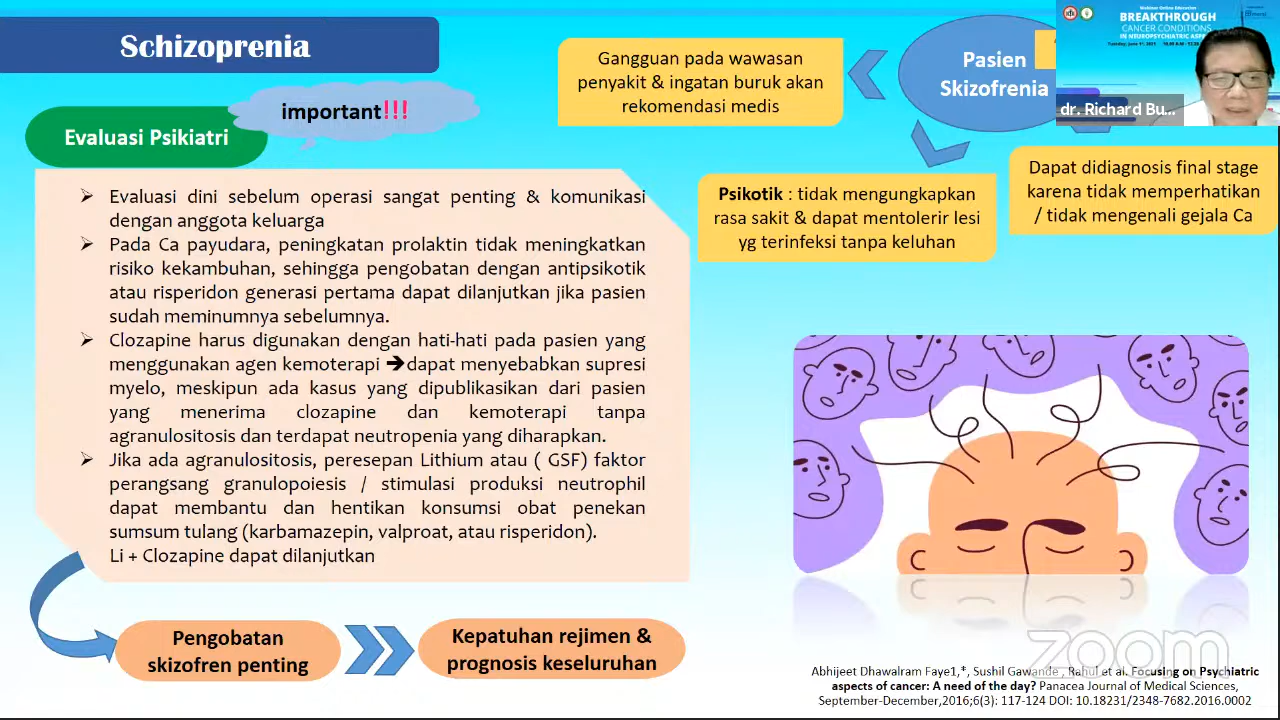 Schizoprenia
important!!!
Evaluasi Psikiatri
➢ Evaluasi dini sebelum operasi sangat penting & komunikasi
dengan anggota keluarga
➢ Pada Ca payudara, peningkatan prolaktin tidak meningkatkan
risiko kekambuhan, sehingga pengobatan dengan antipsikotik
atau risperidon generasi pertama dapat dilanjutkan jika pasien
sudah meminumnya sebelumnya.
➢ Clozapine harus digunakan dengan hati-hati pada pasien yang
menggunakan agen kemoterapi ➔dapat menyebabkan supresi
myelo, meskipun ada kasus yang dipublikasikan dari pasien
yang menerima clozapine dan kemoterapi tanpa
agranulositosis dan terdapat neutropenia yang diharapkan.
➢ Jika ada agranulositosis, peresepan Lithium atau ( GSF) faktor
perangsang granulopoiesis / stimulasi produksi neutrophil
dapat membantu dan hentikan konsumsi obat penekan
sumsum tulang (karbamazepin, valproat, atau risperidon).
Li + Clozapine dapat dilanjutkan
Pengobatan
skizofren penting
Kepatuhan rejimen &
prognosis keseluruhan
Gangguan pada wawasan
penyakit & ingatan buruk akan
rekomendasi medis
Pasien
Skizofrenia
Psikotik : tidak mengungkapkan
rasa sakit & dapat mentolerir lesi
yg terinfeksi tanpa keluhan
Dapat didiagnosis final stage
karena tidak memperhatikan
/ tidak mengenali gejala Ca
Webinar Online Education
BREAKTHROUGH
CANCER CONDITIONS
IN NEUROPSYCHIATRIC ASPECT
dr. Richard Bu...
zoom
Abhijeet Dhawalram Faye1,*, Sushil Gawande , Rahul et al. Focusing on Psychiatric
aspects of cancer: A need of the day? Panacea Journal of Medical Sciences,
September-December,2016;6(3): 117-124 DOI: 10.18231/2348-7682.2016.0002